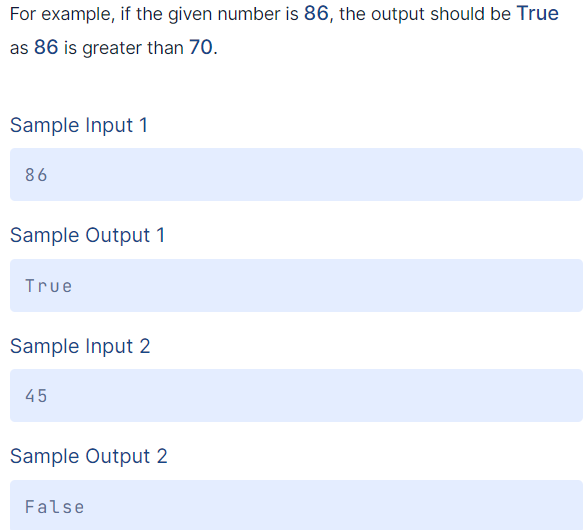 For example, if the given number is 86, the output should be True
as 86 is greater than 70.
Sample Input 1
86
Sample Output 1
True
Sample Input 2
45
Sample Output 2
False